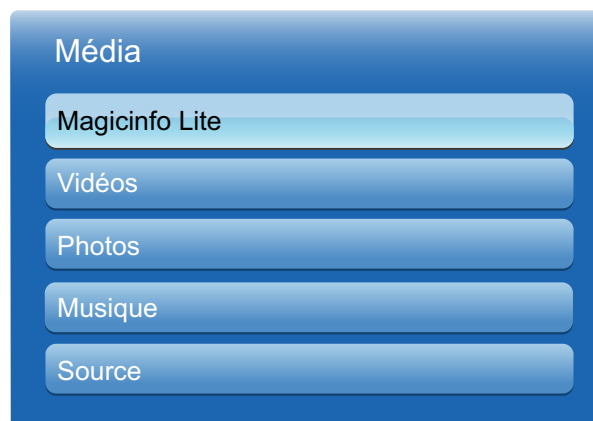 Média
Magicinfo Lite
Vidéos
Photos
Musique
Source